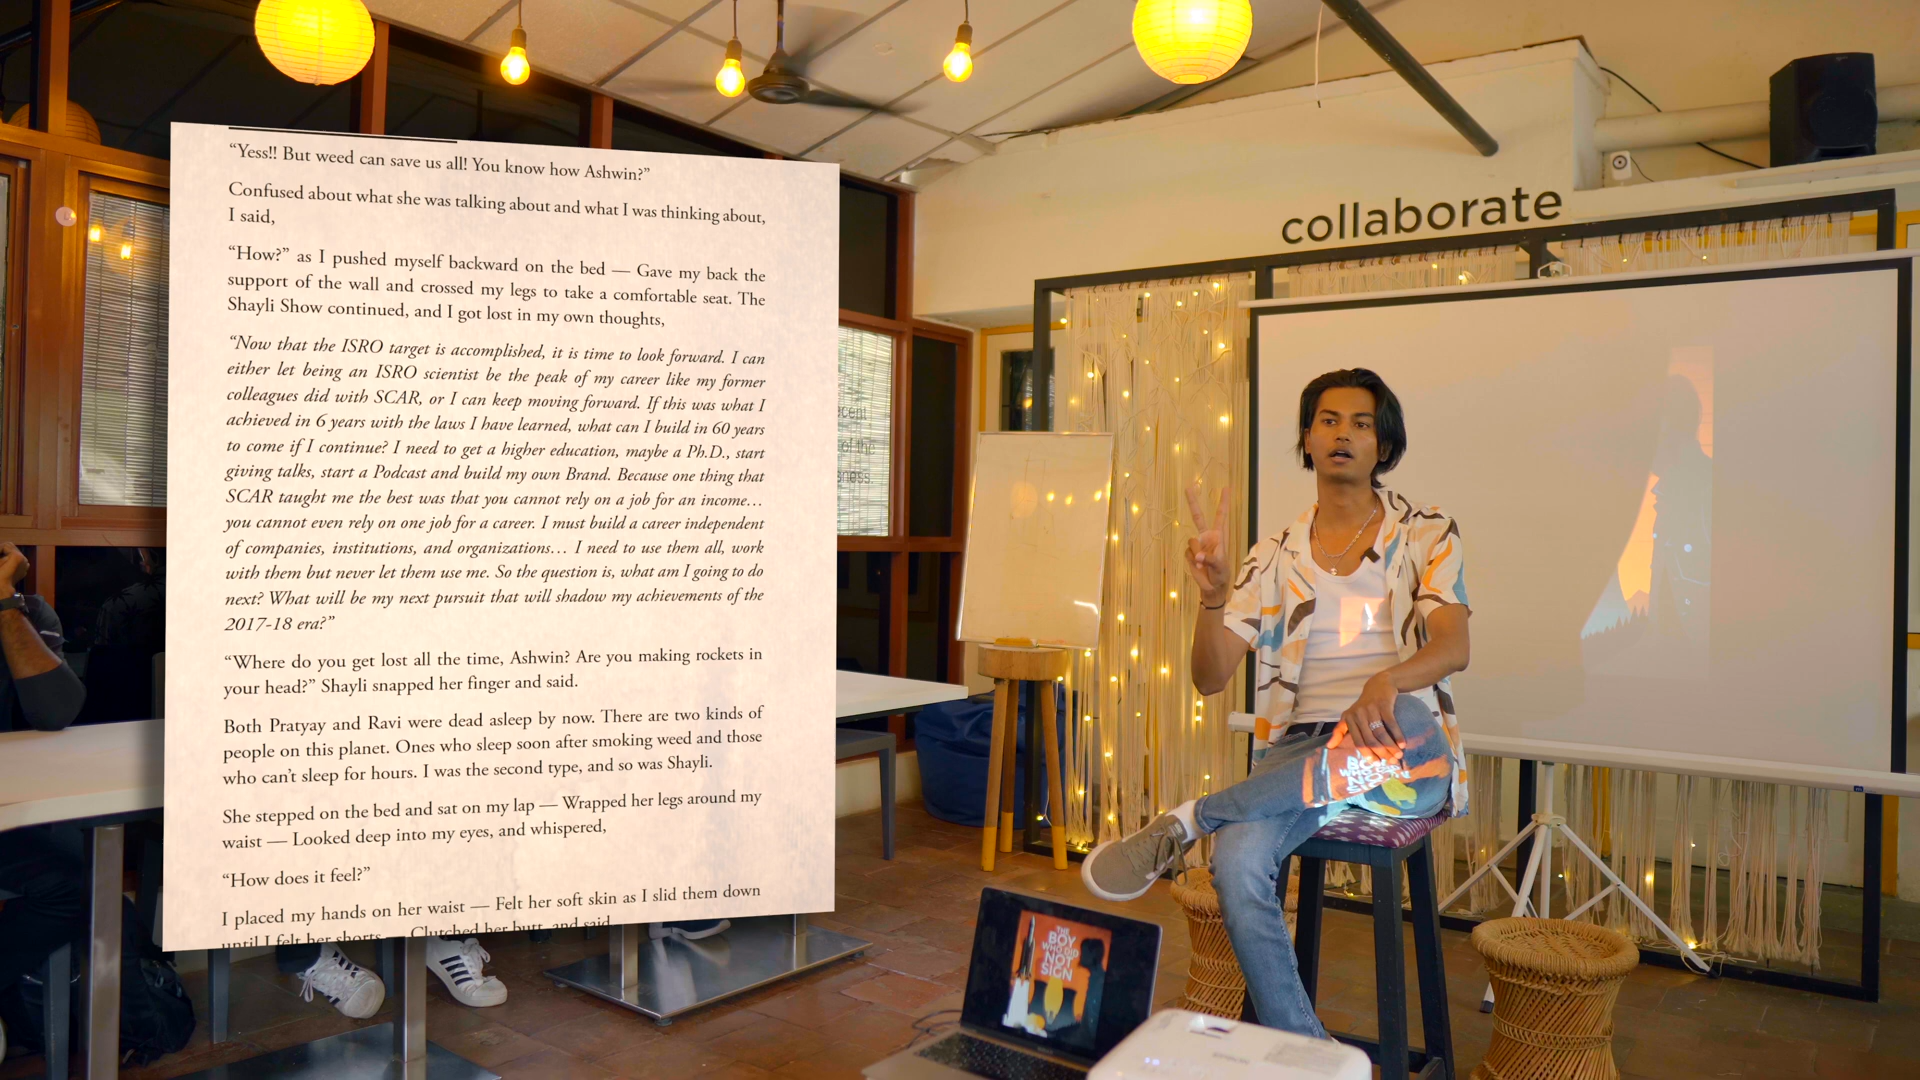 “Yess!! But weed can save us all! You know how Ashwin?”
Confused about what she was talking about and what I was thinking about,
I said,
“How?” as I pushed myself backward on the bed — Gave my back the
support of the wall and crossed my legs to take a comfortable seat. The
Shayli Show continued, and I got lost in my own thoughts,
“Now that the ISRO target is accomplished, it is time to look forward. I can
either let being an ISRO scientist be the peak of my career like my former
colleagues did with SCAR, or I can keep moving forward. If this was what I
achieved in 6 years with the laws I have learned, what can I build in 60 years
to come if I continue? I need to get a higher education, maybe a Ph.D., start
giving talks, start a Podcast and build my own Brand. Because one thing that
SCAR taught me the best was that you cannot rely on a job for an income…
you cannot even rely on one job for a career. I must build a career independent
of companies, institutions, and organizations… I need to use them all, work
with them but never let them use me. So the question is, what am I going to do
next? What will be my next pursuit that will shadow my achievements of the
2017-18 era?”
“Where do you get lost all the time, Ashwin? Are you making rockets in
your head?” Shayli snapped her finger and said.
Both Pratyay and Ravi were dead asleep by now. There are two kinds of
people on this planet. Ones who sleep soon after smoking weed and those
who can’t sleep for hours. I was the second type, and so was Shayli.
She stepped on the bed and sat on my lap — Wrapped her legs around my
waist — Looked deep into my eyes, and whispered,
“How does it feel?”
I placed my hands on her waist — Felt her soft skin as I slid them down
until I felt her shorts — Clutched her butt, and said
collaborate
THE
BOY
WHO DID
NOT
SIGN